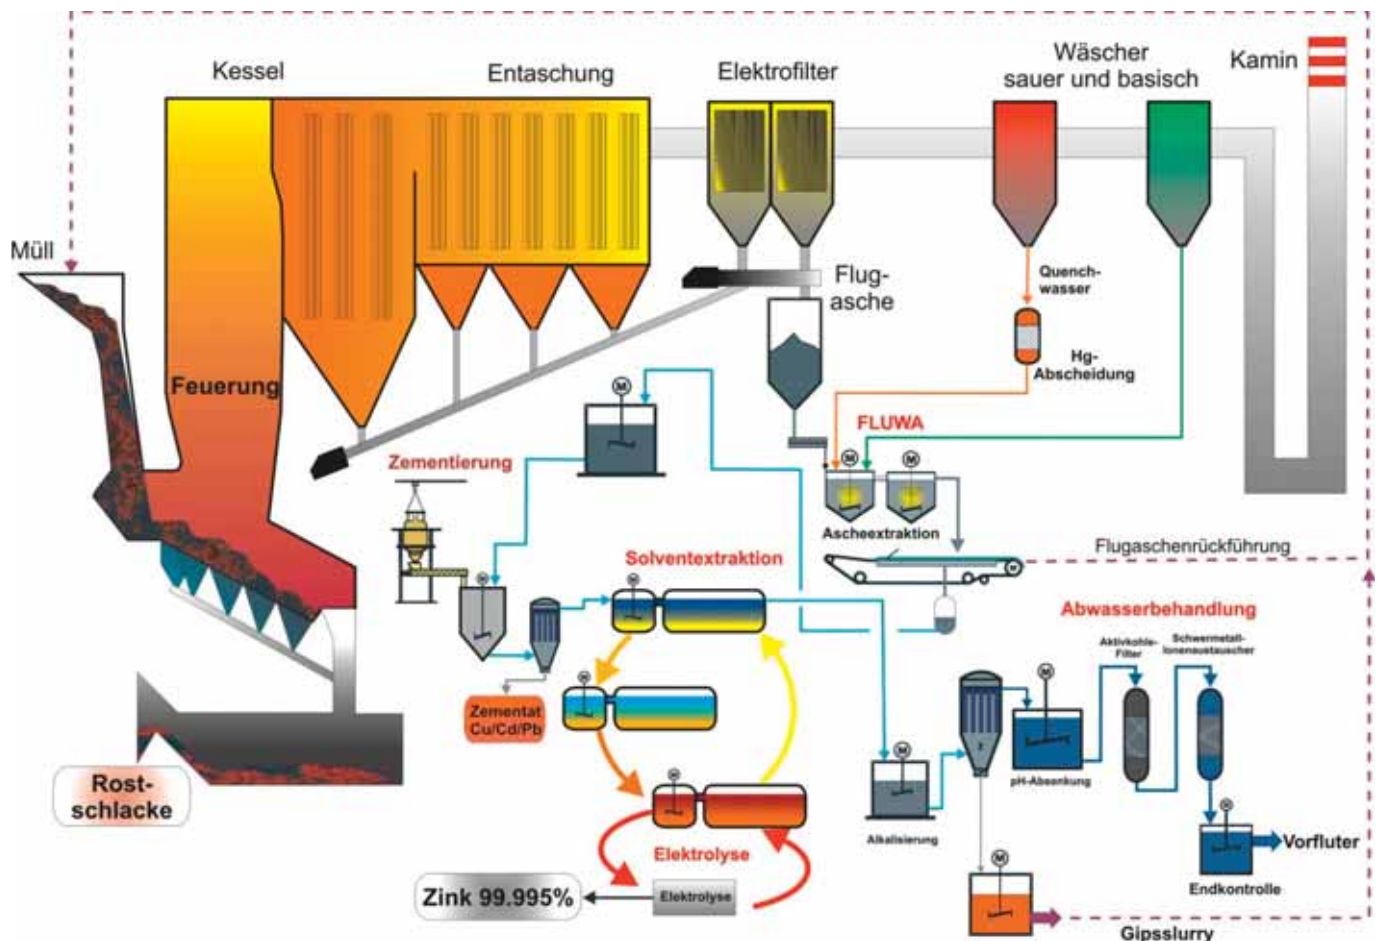 Kessel
Entaschung
Elektrofilter
Wäscher
sauer und basisch
Kamin
Müll
Feuerung
Flug-
asche
Quench-
wasser
Hg-
Abscheidung
M
FLUWA
Zementierung
M
M
Ascheextraktion
Flugaschenrückführung
M
Solventextraktion
M
M
Abwasserbehandlung
Aktivkohle-
Filter
Schwermetall-
Ionenaustauscher
M
M
Zementat
Cu/Cd/Pb
pH-Absenkung
Rost-
schlacke
M
M
Alkalisierung
M
Vorfluter
Elektrolyse
Endkontrolle
Zink 99.995%
Elektrolyse
M
Gipsslurry